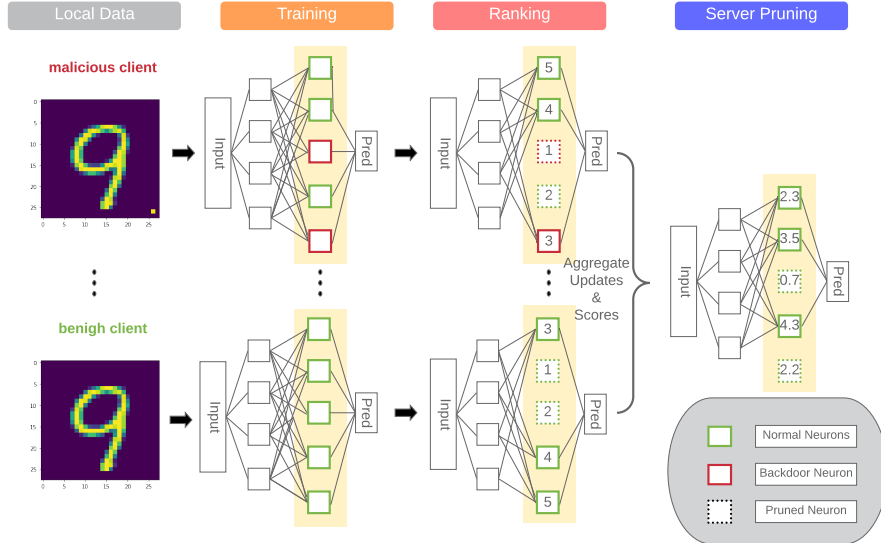 Local Data
Training
Ranking
Server Pruning
malicious client
0
5
10
15
20
25
0 5 10 15 20 25
Input
Pred
Input
5
4
1
2
3
Pred
Aggregate
Updates
&
Scores
Input
2.3
3.5
0.7
4.3
2.2
Pred
benigh client
0
5
10
15
20
25
0 5 10 15 20 25
Input
Pred
Input
3
1
2
4
5
Pred
Normal Neurons
Backdoor Neuron
Pruned Neuron